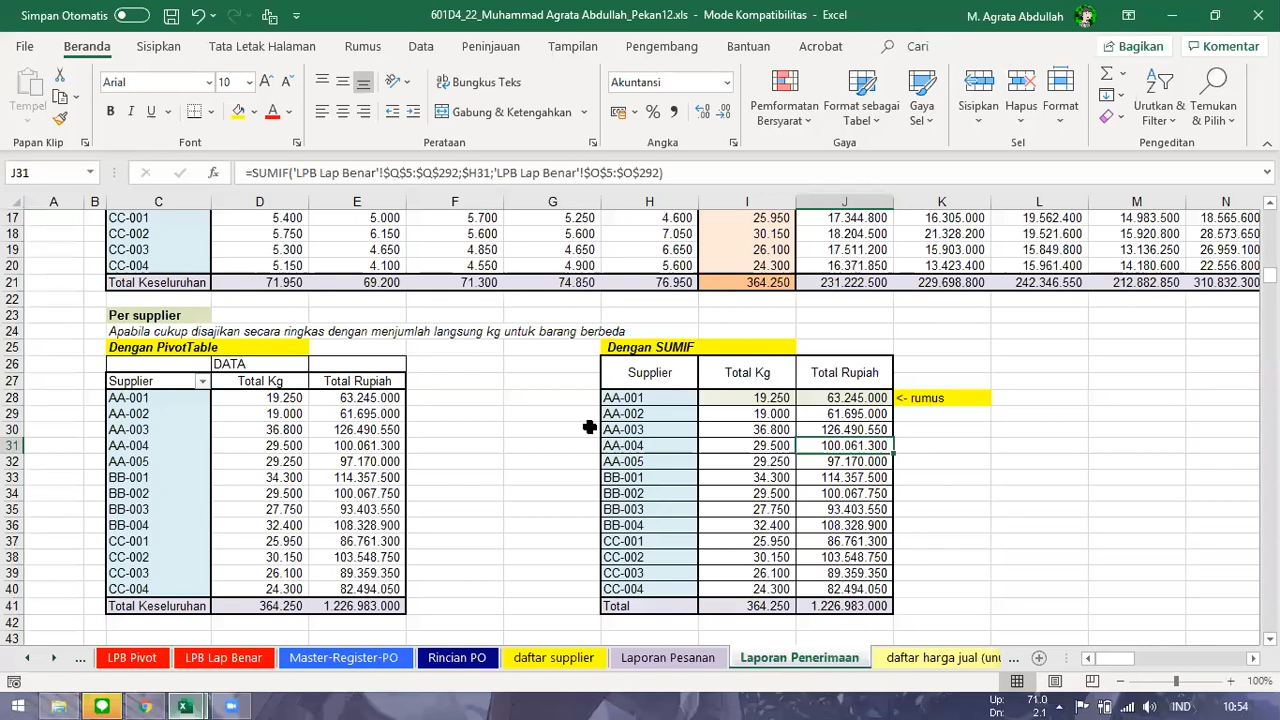 Simpan Otomatis 601D4_22_Muhammad Agrata Abdullah_Pekan12.xls - Mode Kompatibilitas - Excel M. Agrata Abdullah
File Beranda Sisipkan Tata Letak Halaman Rumus Data Peninjauan Tampilan Pengembang Bantuan Acrobat Cari Bagikan Komentar
Tempel Arial 10 Bungkus Teks Akuntansi Pemformatan Bersyarat Format sebagai Tabel Gaya Sel Sisipkan Hapus Format Urutkan & Filter Temukan & Pilih
B I U Gabung & Ketengahkan
Papan Klip Font Perataan Angka Gaya Sel Pengeditan
J31 fx =SUMIF('LPB Lap Benar'!$Q$5:$Q$292;$H31;'LPB Lap Benar'!$O$5:$O$292)
A B C D E F G H I J K L M N
17 CC-001 5.400 5.000 5.700 5.250 4.600 25.950 17.344.800 16.305.000 19.562.400 14.983.500 18.565.600
18 CC-002 5.750 6.150 5.600 5.600 7.050 30.150 18.204.500 21.328.200 19.521.600 15.920.800 28.573.650
19 CC-003 5.300 4.650 4.850 4.650 6.650 26.100 17.511.200 15.903.000 15.849.800 13.136.250 26.959.100
20 CC-004 5.150 4.100 4.550 4.900 5.600 24.300 16.371.850 13.423.400 15.961.400 14.180.600 22.556.800
21 Total Keseluruhan 71.950 69.200 71.300 74.850 76.950 364.250 231.222.500 229.698.800 242.346.550 212.882.850 310.832.300
22
23 Per supplier
24 Apabila cukup disajikan secara ringkas dengan menjumlah langsung kg untuk barang berbeda
25 Dengan PivotTable Dengan SUMIF
26 DATA Supplier Total Kg Total Rupiah
27 Supplier Total Kg Total Rupiah
28 AA-001 19.250 63.245.000 AA-001 19.250 63.245.000 <- rumus
29 AA-002 19.000 61.695.000 AA-002 19.000 61.695.000
30 AA-003 36.800 126.490.550 AA-003 36.800 126.490.550
31 AA-004 29.500 100.061.300 AA-004 29.500 100.061.300
32 AA-005 29.250 97.170.000 AA-005 29.250 97.170.000
33 BB-001 34.300 114.357.500 BB-001 34.300 114.357.500
34 BB-002 29.500 100.067.750 BB-002 29.500 100.067.750
35 BB-003 27.750 93.403.550 BB-003 27.750 93.403.550
36 BB-004 32.400 108.328.900 BB-004 32.400 108.328.900
37 CC-001 25.950 86.761.300 CC-001 25.950 86.761.300
38 CC-002 30.150 103.548.750 CC-002 30.150 103.548.750
39 CC-003 26.100 89.359.350 CC-003 26.100 89.359.350
40 CC-004 24.300 82.494.050 CC-004 24.300 82.494.050
41 Total Keseluruhan 364.250 1.226.983.000 Total 364.250 1.226.983.000
42
43
... LPB Pivot LPB Lap Benar Master-Register-PO Rincian PO daftar supplier Laporan Pesanan Laporan Penerimaan daftar harga jual (unt ...
100%
Up: 71.0
Dn: 2.1
IND 10:54